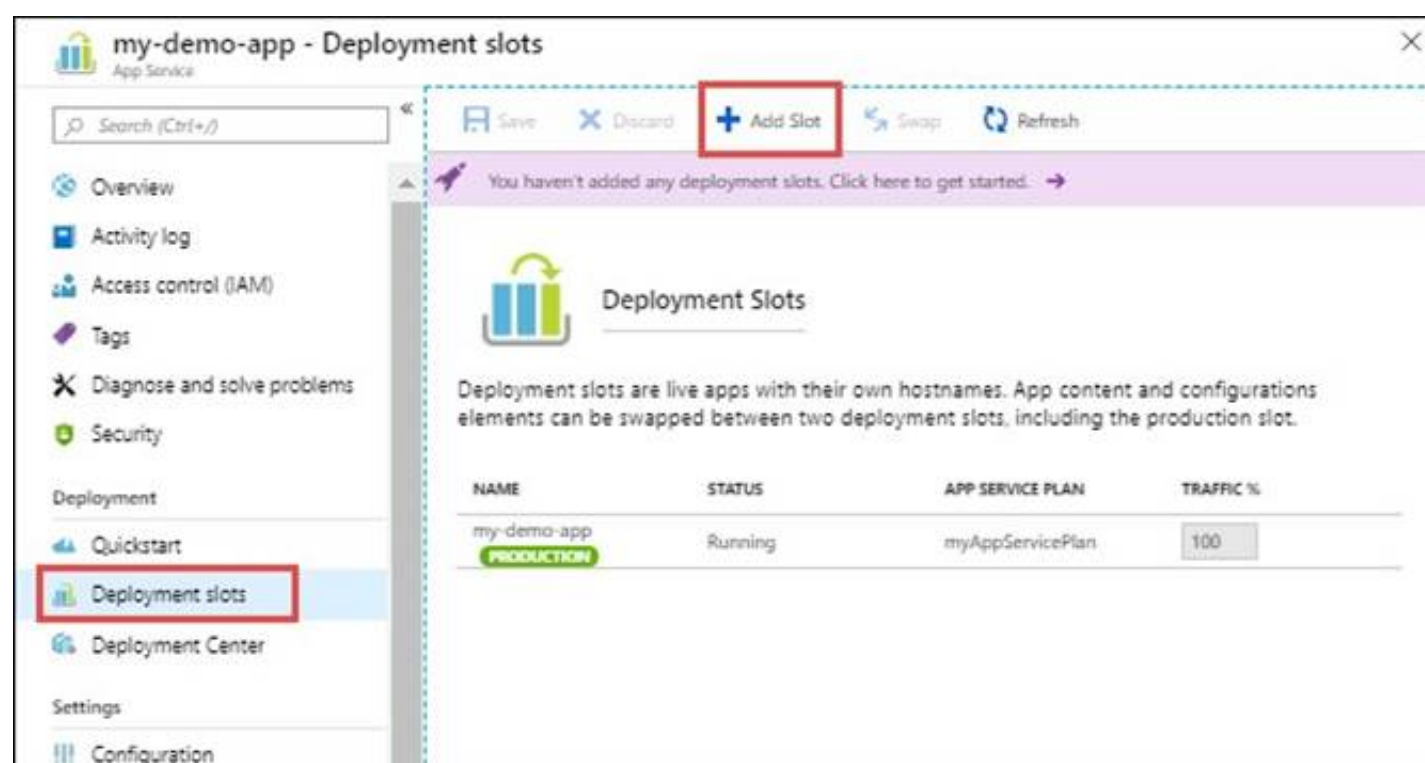 my-demo-app - Deployment slots
App Service
Search (Ctrl+/)
Overview
Activity log
Access control (IAM)
Tags
Diagnose and solve problems
Security
Deployment
Quickstart
Deployment slots
Deployment Center
Settings
Configuration
Save Discard Add Slot Swap Refresh
You haven't added any deployment slots. Click here to get started.
Deployment Slots
Deployment slots are live apps with their own hostnames. App content and configurations
elements can be swapped between two deployment slots, including the production slot.
NAME STATUS APP SERVICE PLAN TRAFFIC %
my-demo-app Running myAppServicePlan 100
PRODUCTION